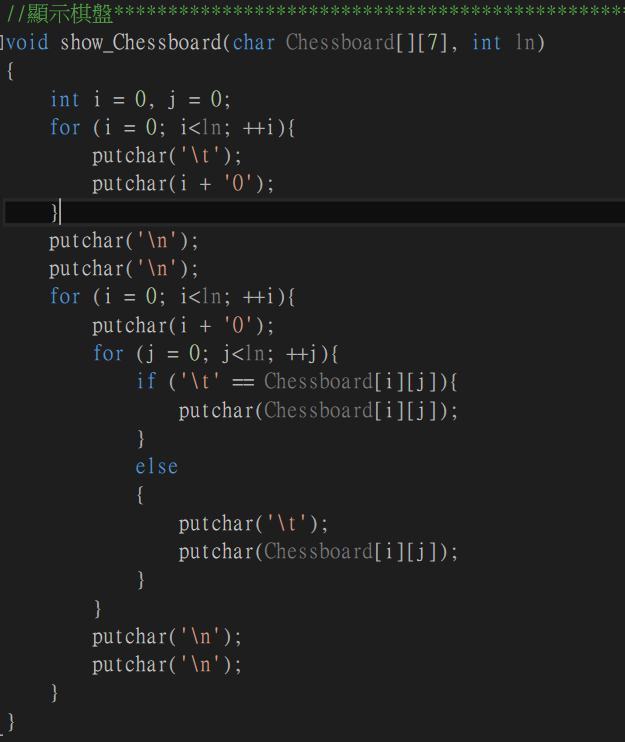 //顯示棋盤************************************************
void show_Chessboard(char Chessboard[][7], int ln)
{
    int i = 0, j = 0;
    for (i = 0; i<ln; ++i){
        putchar('\t');
        putchar(i + '0');
    }
    putchar('\n');
    putchar('\n');
    for (i = 0; i<ln; ++i){
        putchar(i + '0');
        for (j = 0; j<ln; ++j){
            if ('\t' == Chessboard[i][j]){
                putchar(Chessboard[i][j]);
            }
            else
            {
                putchar('\t');
                putchar(Chessboard[i][j]);
            }
        }
        putchar('\n');
        putchar('\n');
    }
}